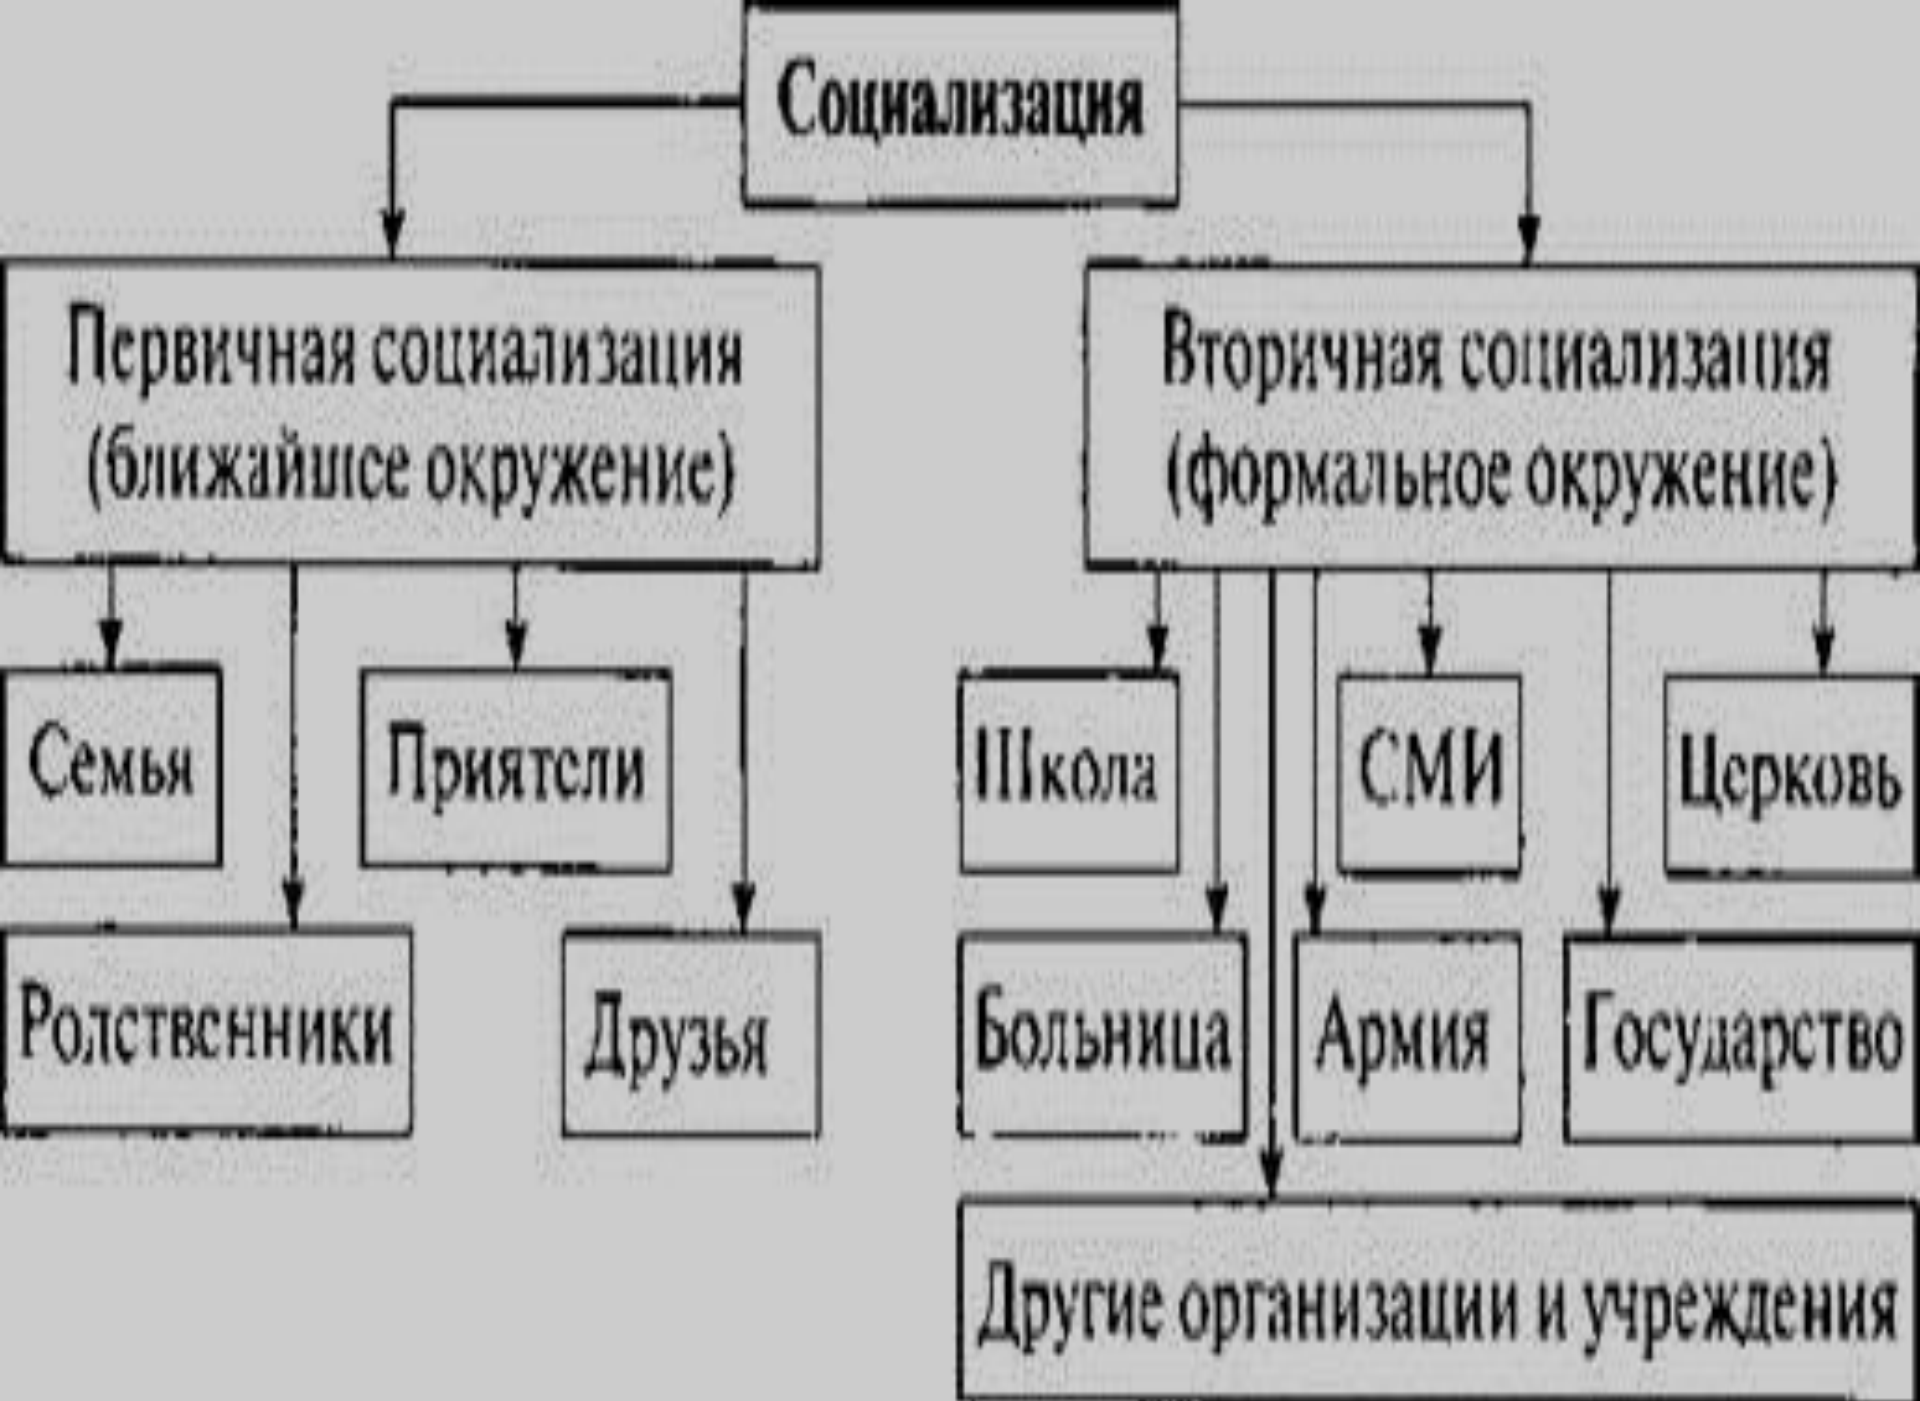 Социализация
Первичная социализация
(ближайшее окружение)
Вторичная социализация
(формальное окружение)
Семья
Приятели
Школа
СМИ
Церковь
Родственники
Друзья
Больница
Армия
Государство
Другие организации и учреждения